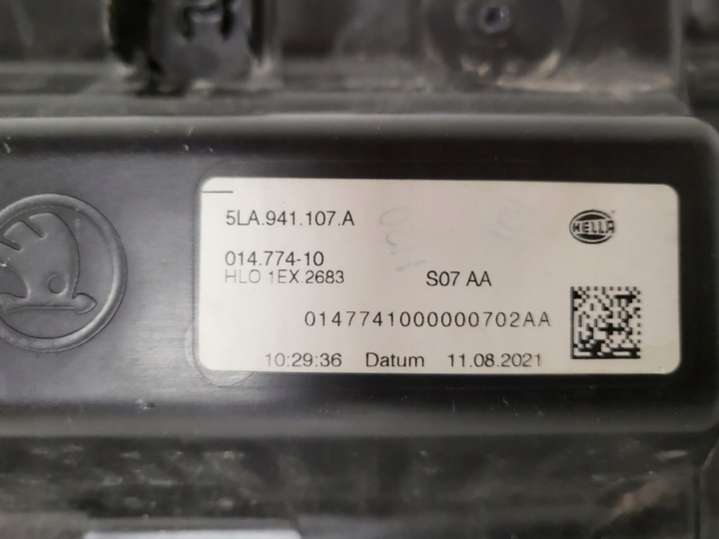 5LA.941.107.A
HELLA
014.774-10
HLO 1EX.2683 S07 AA
0147741000000702AA
10:29:36 Datum 11.08.2021